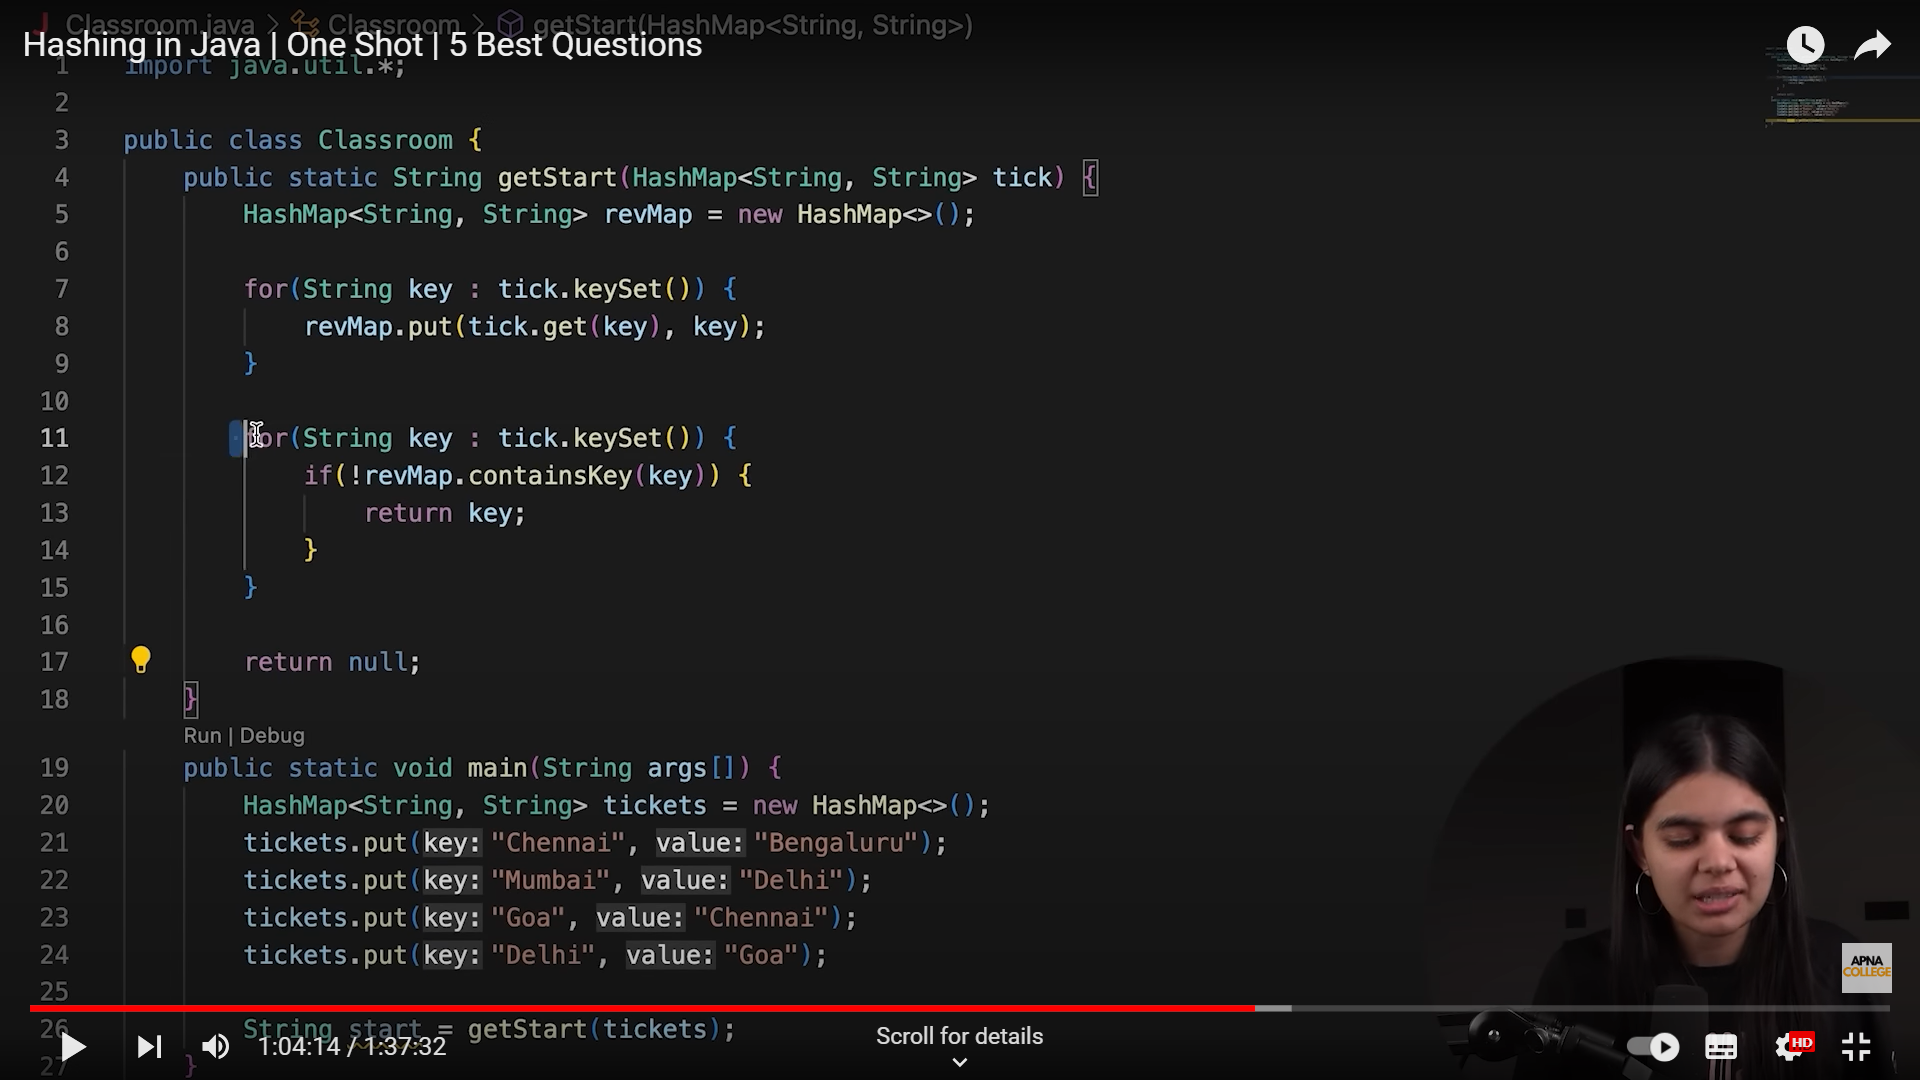 Classroom.java > Classroom > getStart(HashMap<String, String>)
Hashing in Java | One Shot | 5 Best Questions
1 import java.util.*;
2
3 public class Classroom {
4 public static String getStart(HashMap<String, String> tick) {
5 HashMap<String, String> revMap = new HashMap<>();
6
7 for(String key : tick.keySet()) {
8 revMap.put(tick.get(key), key);
9 }
10
11 for(String key : tick.keySet()) {
12 if(!revMap.containsKey(key)) {
13 return key;
14 }
15 }
16
17 return null;
18 }
Run | Debug
19 public static void main(String args[]) {
20 HashMap<String, String> tickets = new HashMap<>();
21 tickets.put(key: "Chennai", value: "Bengaluru");
22 tickets.put(key: "Mumbai", value: "Delhi");
23 tickets.put(key: "Goa", value: "Chennai");
24 tickets.put(key: "Delhi", value: "Goa");
25
26 String start = getStart(tickets);
27 }
APNA
COLLEGE
1:04:14 / 1:37:32
Scroll for details
HD